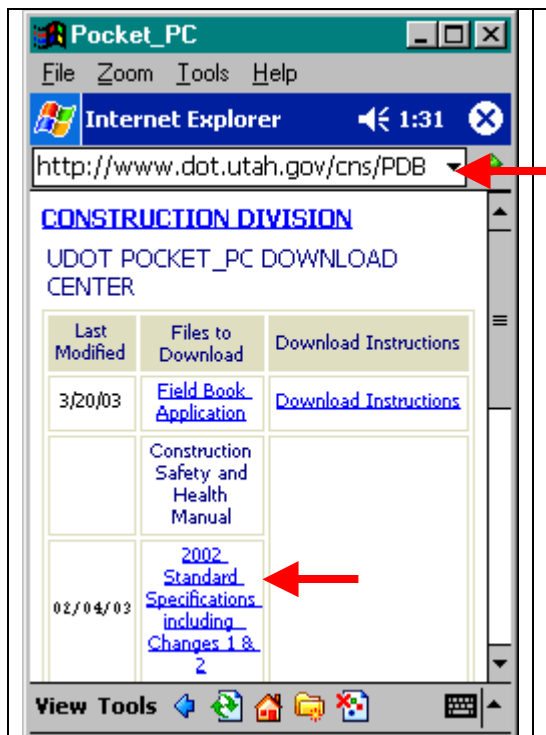 Pocket_PC
File Zoom Tools Help
Internet Explorer 1:31
http://www.dot.utah.gov/cns/PDB
CONSTRUCTION DIVISION
UDOT POCKET_PC DOWNLOAD
CENTER
Last
Modified
Files to
Download
Download Instructions
3/20/03
Field Book
Application
Download Instructions
Construction
Safety and
Health
Manual
02/04/03
2002
Standard
Specifications
including
Changes 1 &
2
View Tools